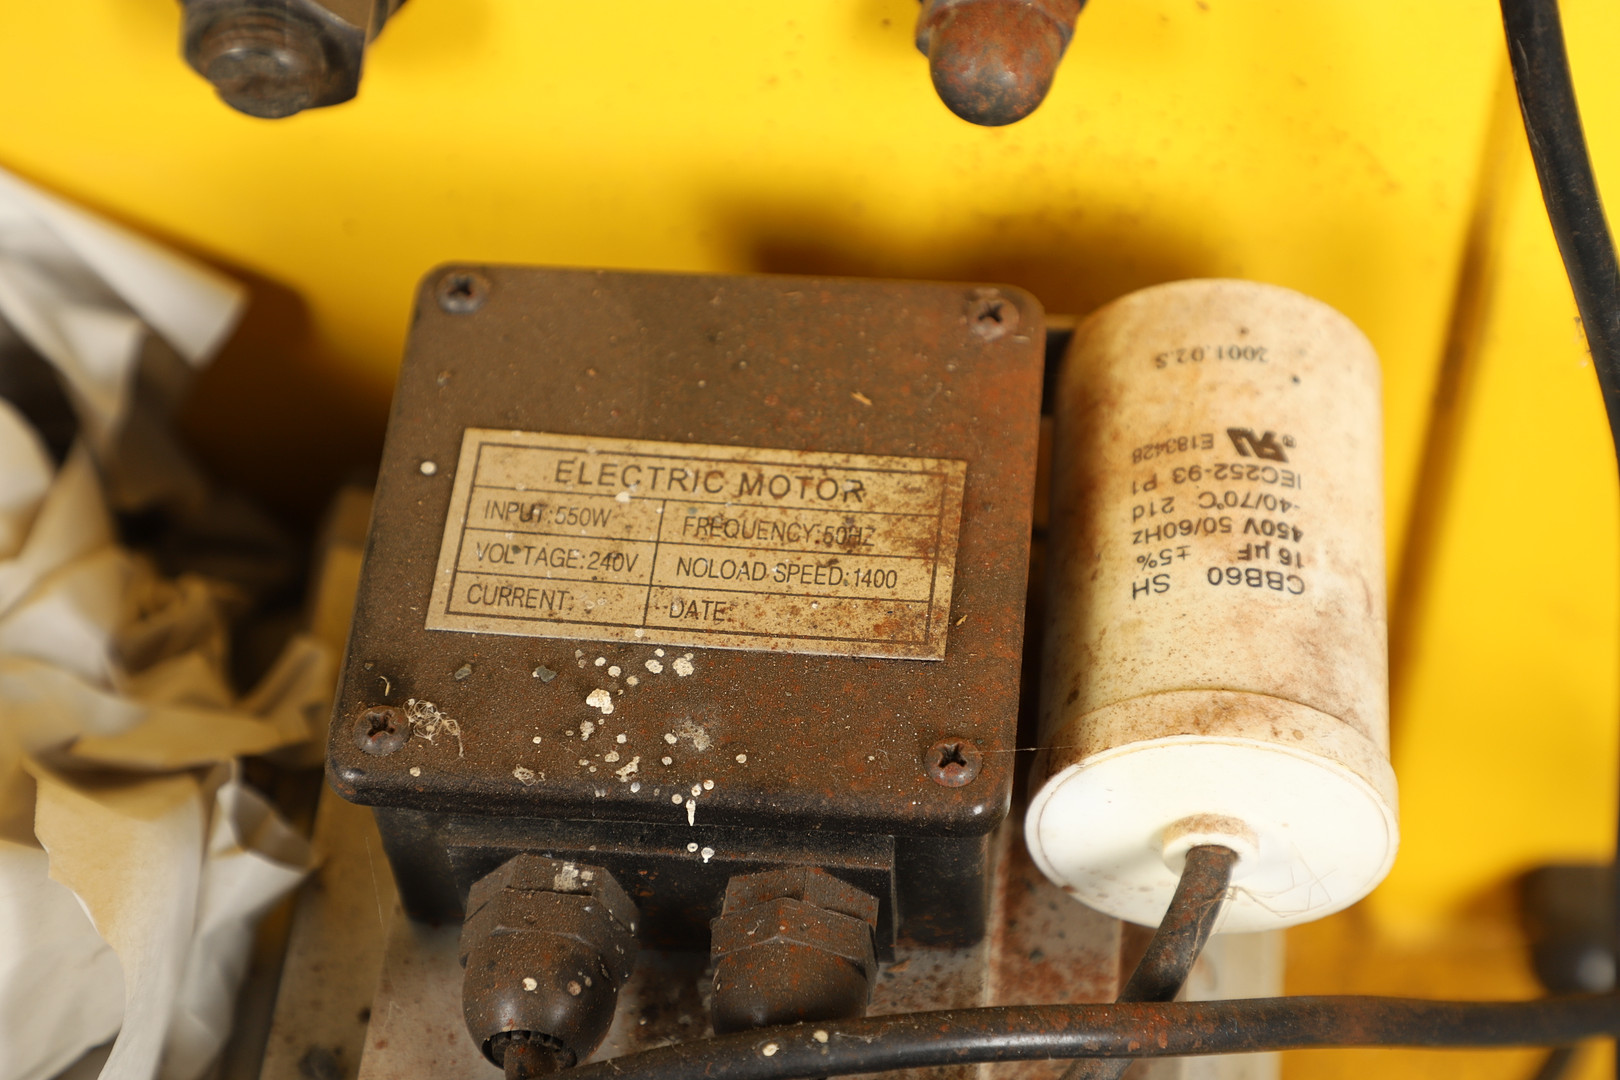 ELECTRIC MOTOR
INPUT:550W
FREQUENCY:50HZ
VOLTAGE:240V
NOLOAD SPEED:1400
CURRENT:
DATE:
CBB60 SH
16 µF ±5%
450V 50/60Hz
-40/70°C 21d
IEC252-93 P1
E183428
2001.02.S